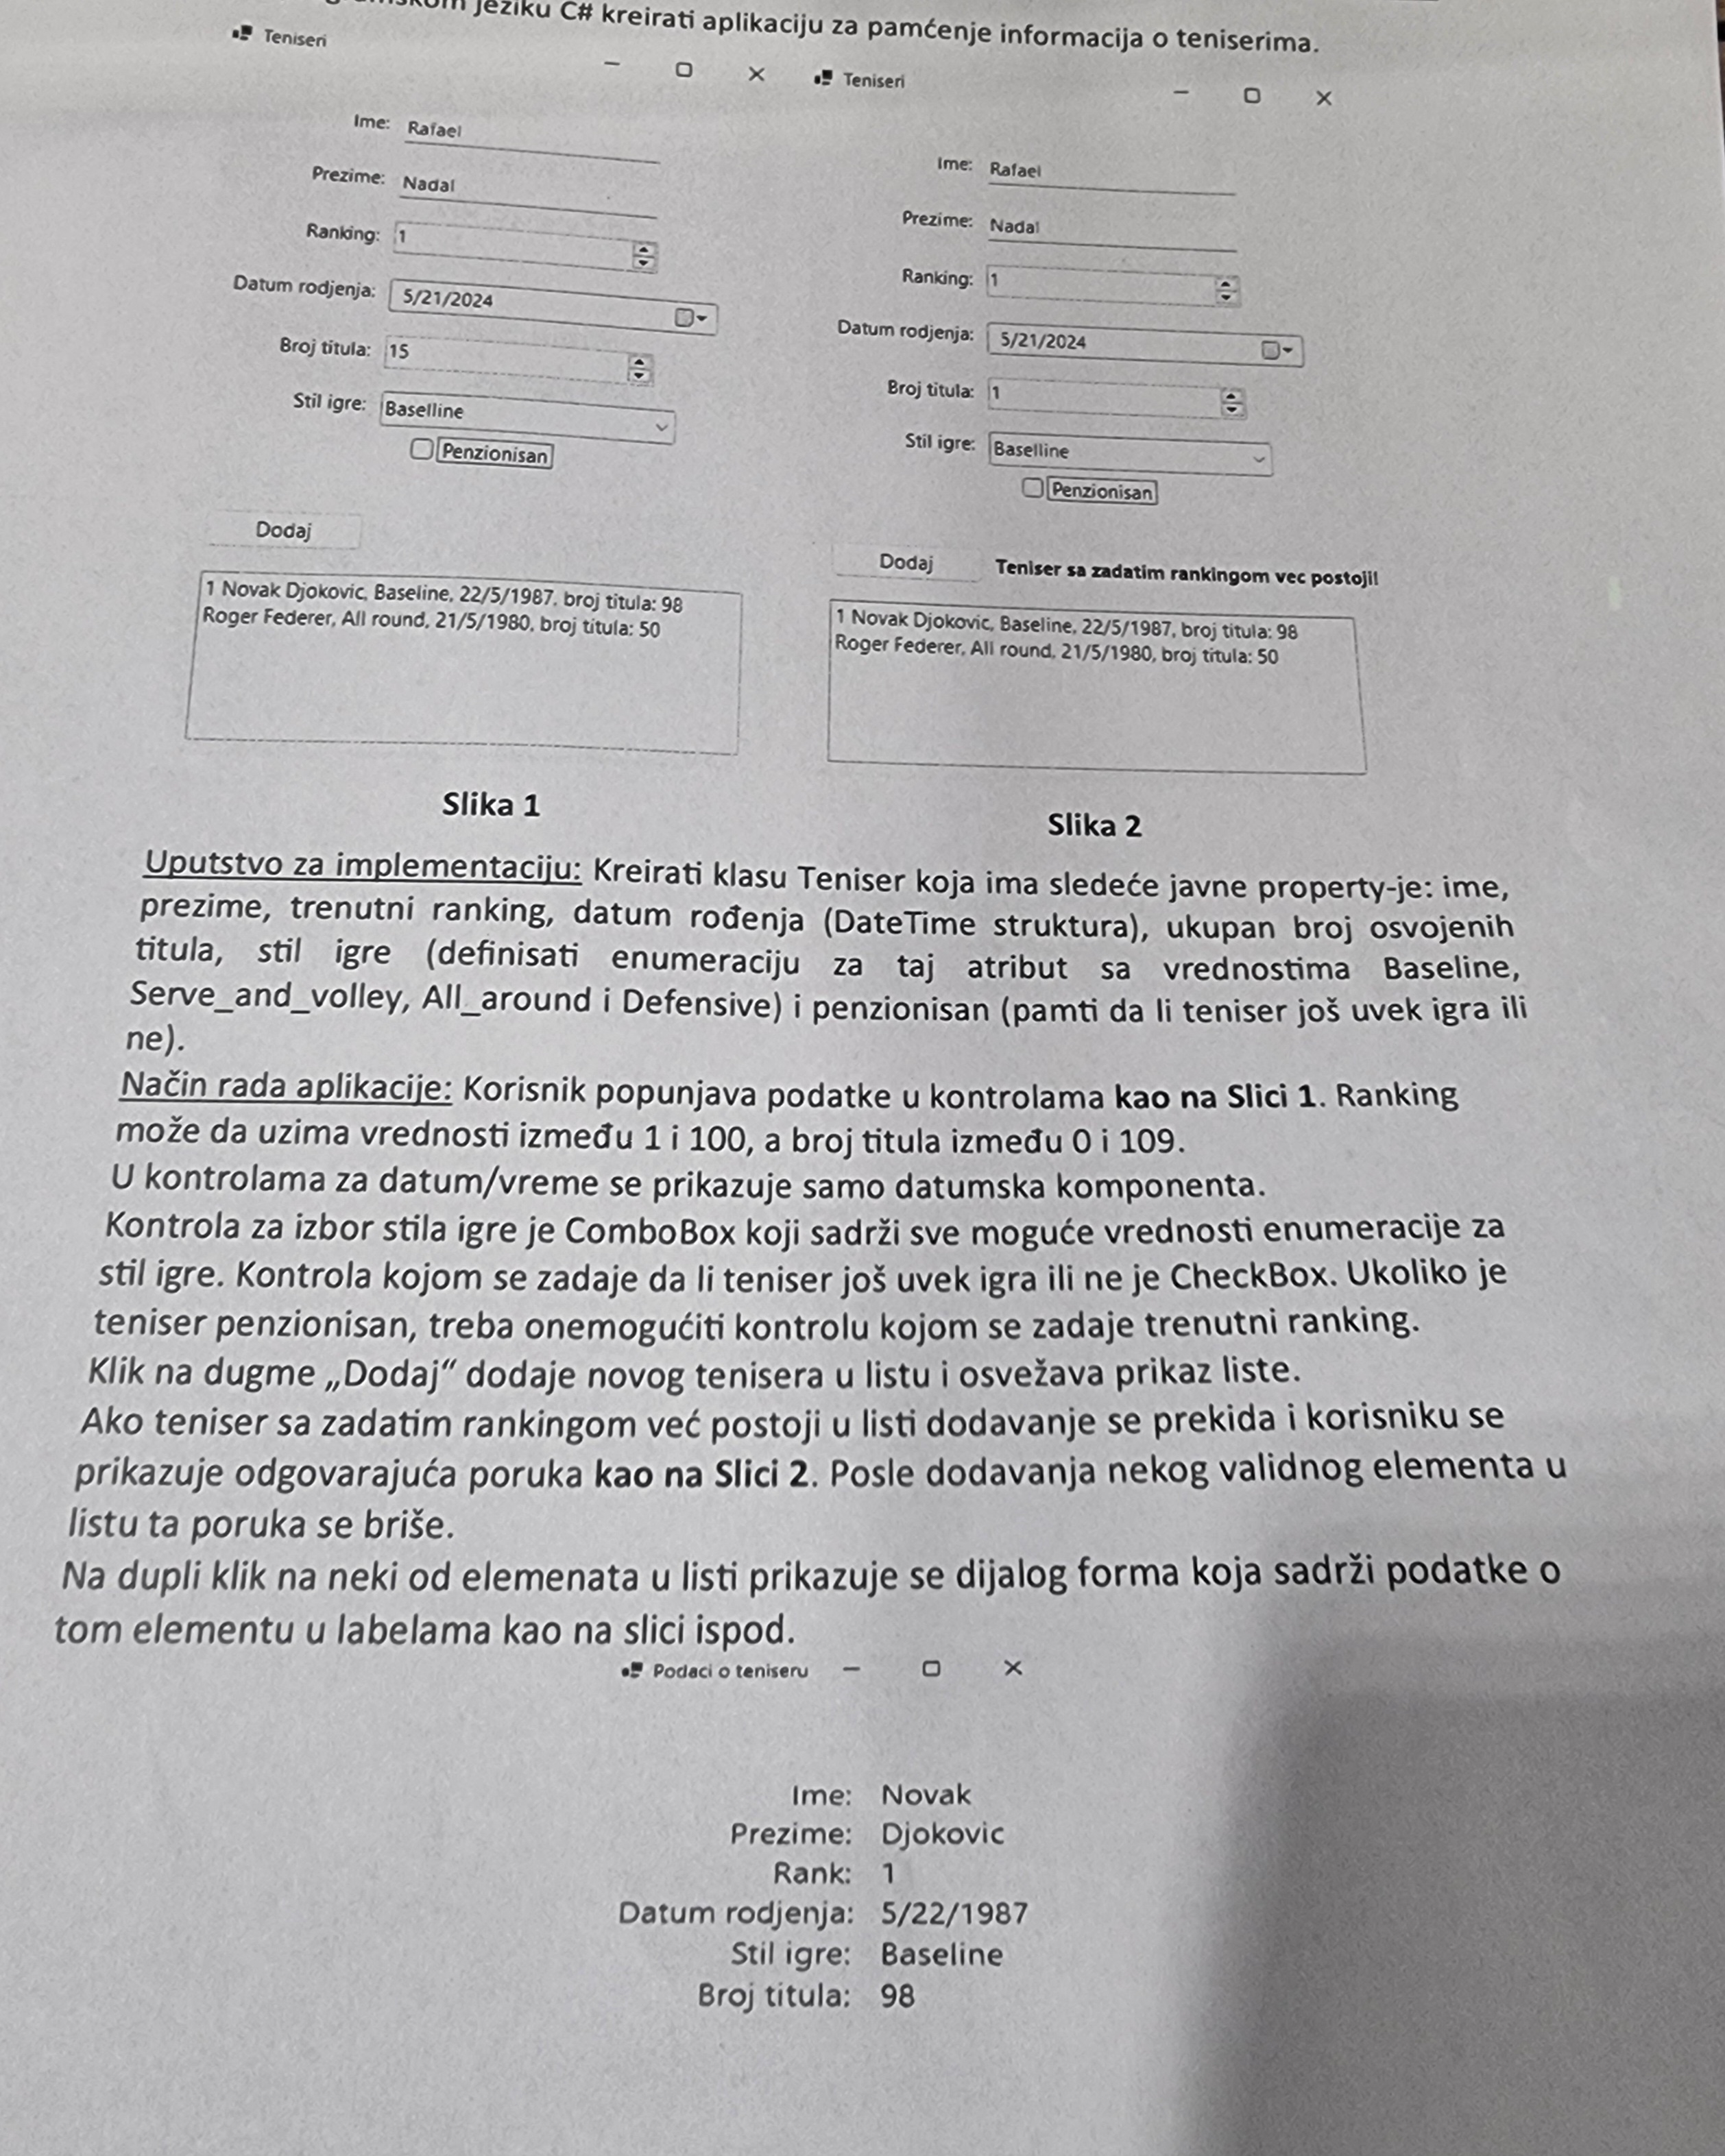 jeziku C# kreirati aplikaciju za pamćenje informacija o teniserima.
Teniseri
Ime: Rafael
Prezime: Nadal
Ranking: 1
Datum rodjenja: 5/21/2024
Broj titula: 15
Stil igre: Baselline
Penzionisan
Dodaj
1 Novak Djokovic, Baseline, 22/5/1987, broj titula: 98
Roger Federer, All round, 21/5/1980, broj titula: 50
Slika 1
Teniseri
Ime: Rafael
Prezime: Nadal
Ranking: 1
Datum rodjenja: 5/21/2024
Broj titula: 1
Stil igre: Baselline
Penzionisan
Dodaj Teniser sa zadatim rankingom vec postoji!
1 Novak Djokovic, Baseline, 22/5/1987, broj titula: 98
Roger Federer, All round, 21/5/1980, broj titula: 50
Slika 2
Uputstvo za implementaciju: Kreirati klasu Teniser koja ima sledeće javne property-je: ime,
prezime, trenutni ranking, datum rođenja (DateTime struktura), ukupan broj osvojenih
titula, stil igre (definisati enumeraciju za taj atribut sa vrednostima Baseline,
Serve_and_volley, All_around i Defensive) i penzionisan (pamti da li teniser još uvek igra ili
ne).
Način rada aplikacije: Korisnik popunjava podatke u kontrolama kao na Slici 1. Ranking
može da uzima vrednosti između 1 i 100, a broj titula između 0 i 109.
U kontrolama za datum/vreme se prikazuje samo datumska komponenta.
Kontrola za izbor stila igre je ComboBox koji sadrži sve moguće vrednosti enumeracije za
stil igre. Kontrola kojom se zadaje da li teniser još uvek igra ili ne je CheckBox. Ukoliko je
teniser penzionisan, treba onemogućiti kontrolu kojom se zadaje trenutni ranking.
Klik na dugme „Dodaj“ dodaje novog tenisera u listu i osvežava prikaz liste.
Ako teniser sa zadatim rankingom već postoji u listi dodavanje se prekida i korisniku se
prikazuje odgovarajuća poruka kao na Slici 2. Posle dodavanja nekog validnog elementa u
listu ta poruka se briše.
Na dupli klik na neki od elemenata u listi prikazuje se dijalog forma koja sadrži podatke o
tom elementu u labelama kao na slici ispod.
Podaci o teniseru
Ime: Novak
Prezime: Djokovic
Rank: 1
Datum rodjenja: 5/22/1987
Stil igre: Baseline
Broj titula: 98